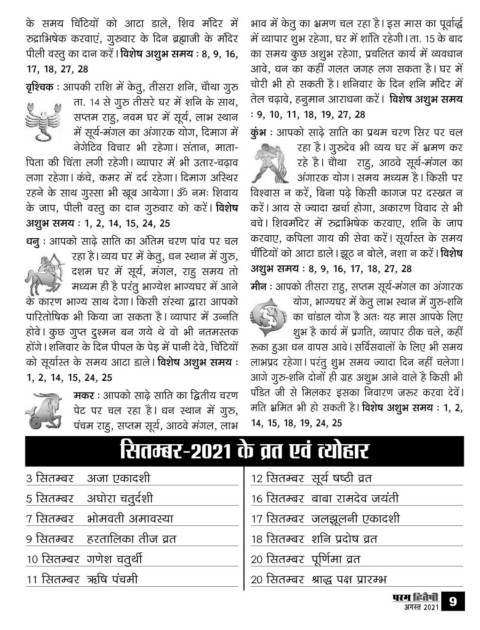 के समय चिंटियों को आटा डाले, शिव मंदिर में
रुद्राभिषेक करवाएं, गुरुवार के दिन ब्रह्माजी के मंदिर
पीली वस्तु का दान करें। विशेष अशुभ समय : 8, 9, 16,
17, 18, 27, 28
वृश्चिक : आपकी राशि में केतु, तीसरा शनि, चौथा गुरु
ता. 14 से गुरु तीसरे घर में शनि के साथ,
सप्तम राहु, नवम घर में सूर्य, लाभ स्थान
में सूर्य-मंगल का अंगारक योग, दिमाग में
नेगेटिव विचार भी रहेगा। संतान, माता-
पिता की चिंता लगी रहेगी। व्यापार में भी उतार-चढ़ाव
लगा रहेगा। कंधे, कमर में दर्द रहेगा। दिमाग अस्थिर
रहने के साथ गुस्सा भी खूब आयेगा। ॐ नमः शिवाय
के जाप, पीली वस्तु का दान गुरुवार को करें। विशेष
अशुभ समय : 1, 2, 14, 15, 24, 25
धनु : आपको साढ़े साति का अंतिम चरण पांव पर चल
रहा है। व्यय घर में केतु, धन स्थान में गुरु,
दशम घर में सूर्य, मंगल, राहु समय तो
मध्यम ही है परंतु भाग्येश भाग्यघर में आने
के कारण भाग्य साथ देगा। किसी संस्था द्वारा आपको
पारितोषिक भी किया जा सकता है। व्यापार में उन्नति
होवे। कुछ गुप्त दुश्मन बन गये थे वो भी नतमस्तक
होंगे। शनिवार के दिन पीपल के पेड़ में पानी देवे, चिंटियों
को सूर्यास्त के समय आटा डाले। विशेष अशुभ समय :
1, 2, 14, 15, 24, 25
मकर : आपको साढ़े साति का द्वितीय चरण
पेट पर चल रहा है। धन स्थान में गुरु,
पंचम राहु, सप्तम सूर्य, आठवे मंगल, लाभ
भाव में केतु का भ्रमण चल रहा है। इस मास का पूर्वार्द्ध
में व्यापार शुभ रहेगा, घर में शांति रहेगी। ता. 15 के बाद
का समय कुछ अशुभ रहेगा, प्रचलित कार्य में व्यवधान
आवे, धन का कहीं गलत जगह लग सकता है। घर में
चोरी भी हो सकती है। शनिवार के दिन शनि मंदिर में
तेल चढ़ावे, हनुमान आराधना करें। विशेष अशुभ समय
: 9, 10, 11, 18, 19, 27, 28
कुंभ : आपको साढ़े साति का प्रथम चरण सिर पर चल
रहा है। गुरुदेव भी व्यय घर में भ्रमण कर
रहे है। चौथा राहु, आठवे सूर्य-मंगल का
अंगारक योग। समय मध्यम है। किसी पर
विश्वास न करें, बिना पढ़े किसी कागज पर दस्खत न
करें। आय से ज्यादा खर्चा होगा, अकारण विवाद से भी
बचे। शिवमंदिर में रुद्राभिषेक करवाए, शनि के जाप
करवाए, कपिला गाय की सेवा करें। सूर्यास्त के समय
चींटियों को आटा डाले। झूठ न बोले, नशा न करें। विशेष
अशुभ समय : 8, 9, 16, 17, 18, 27, 28
मीन : आपको तीसरा राहु, सप्तम सूर्य-मंगल का अंगारक
योग, भाग्यघर में केतु लाभ स्थान में गुरु-शनि
का चांडाल योग है अतः यह मास आपके लिए
शुभ है कार्य में प्रगति, व्यापार ठीक चले, कहीं
रूका हुआ धन वापस आवे। सर्विसवालों के लिए भी समय
लाभप्रद रहेगा। परंतु शुभ समय ज्यादा दिन नहीं चलेगा।
आगे गुरु-शनि दोनों ही ग्रह अशुभ आने वाले है किसी भी
पंडित जी से मिलकर इसका निवारण जरूर करवा देवें।
मति भ्रमित भी हो सकती है। विशेष अशुभ समय : 1, 2,
14, 15, 18, 19, 24, 25
सितम्बर-2021 के व्रत एवं त्योहार
3 सितम्बर अजा एकादशी
5 सितम्बर अघोरा चतुर्दशी
7 सितम्बर भोमवती अमावस्या
9 सितम्बर हरतालिका तीज व्रत
10 सितम्बर गणेश चतुर्थी
11 सितम्बर ऋषि पंचमी
12 सितम्बर सूर्य षष्ठी व्रत
16 सितम्बर बाबा रामदेव जयंती
17 सितम्बर जलझूलनी एकादशी
18 सितम्बर शनि प्रदोष व्रत
20 सितम्बर पूर्णिमा व्रत
20 सितम्बर श्राद्ध पक्ष प्रारम्भ
परम हितैषी
अगस्त 2021
9